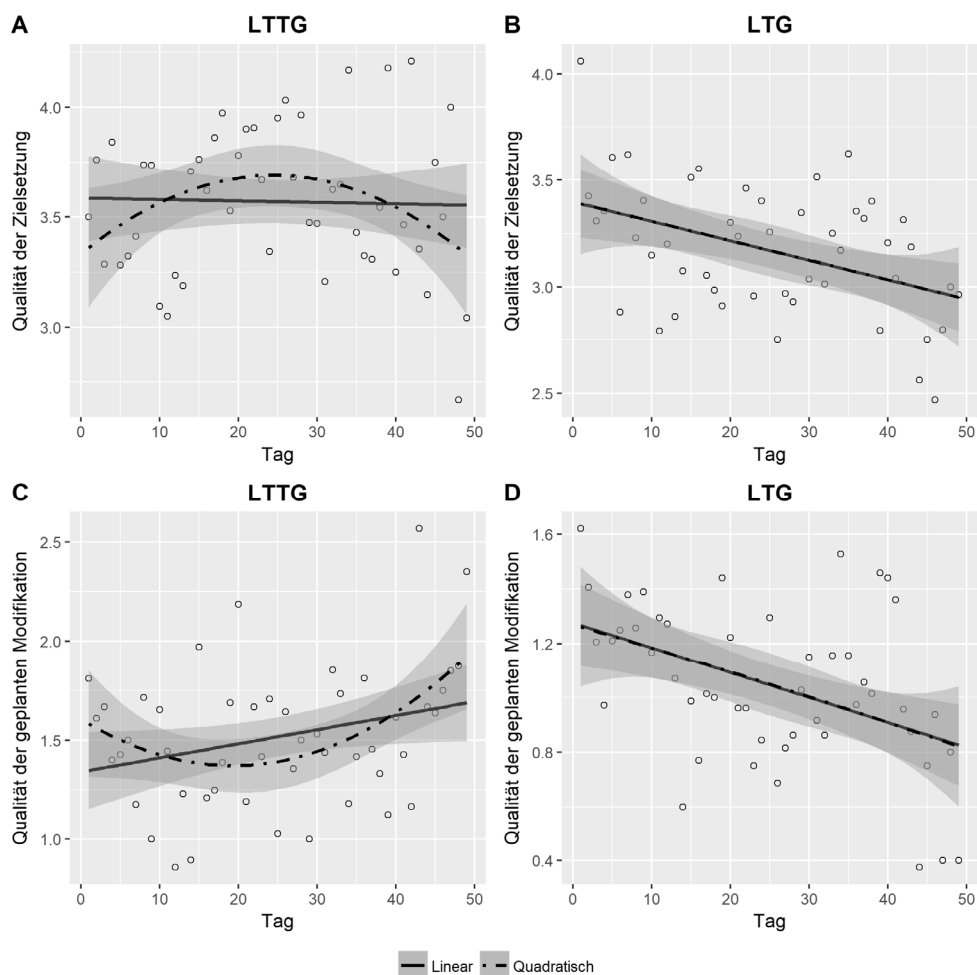 A
LTTG
Qualität der Zielsetzung
4.0
3.5
3.0
0 10 20 30 40 50
Tag
B
LTG
Qualität der Zielsetzung
4.0
3.5
3.0
2.5
0 10 20 30 40 50
Tag
C
LTTG
Qualität der geplanten Modifikation
2.5
2.0
1.5
1.0
0 10 20 30 40 50
Tag
D
LTG
Qualität der geplanten Modifikation
1.6
1.2
0.8
0.4
0 10 20 30 40 50
Tag
Linear Quadratisch